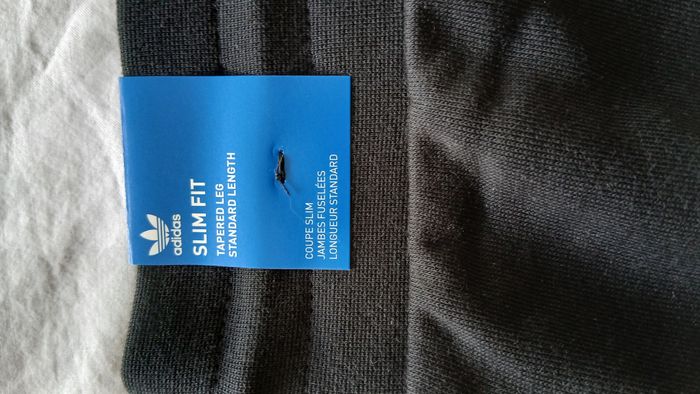 adidas
SLIM FIT
TAPERED LEG
STANDARD LENGTH
COUPE SLIM
JAMBES FUSELÉES
LONGUEUR STANDARD